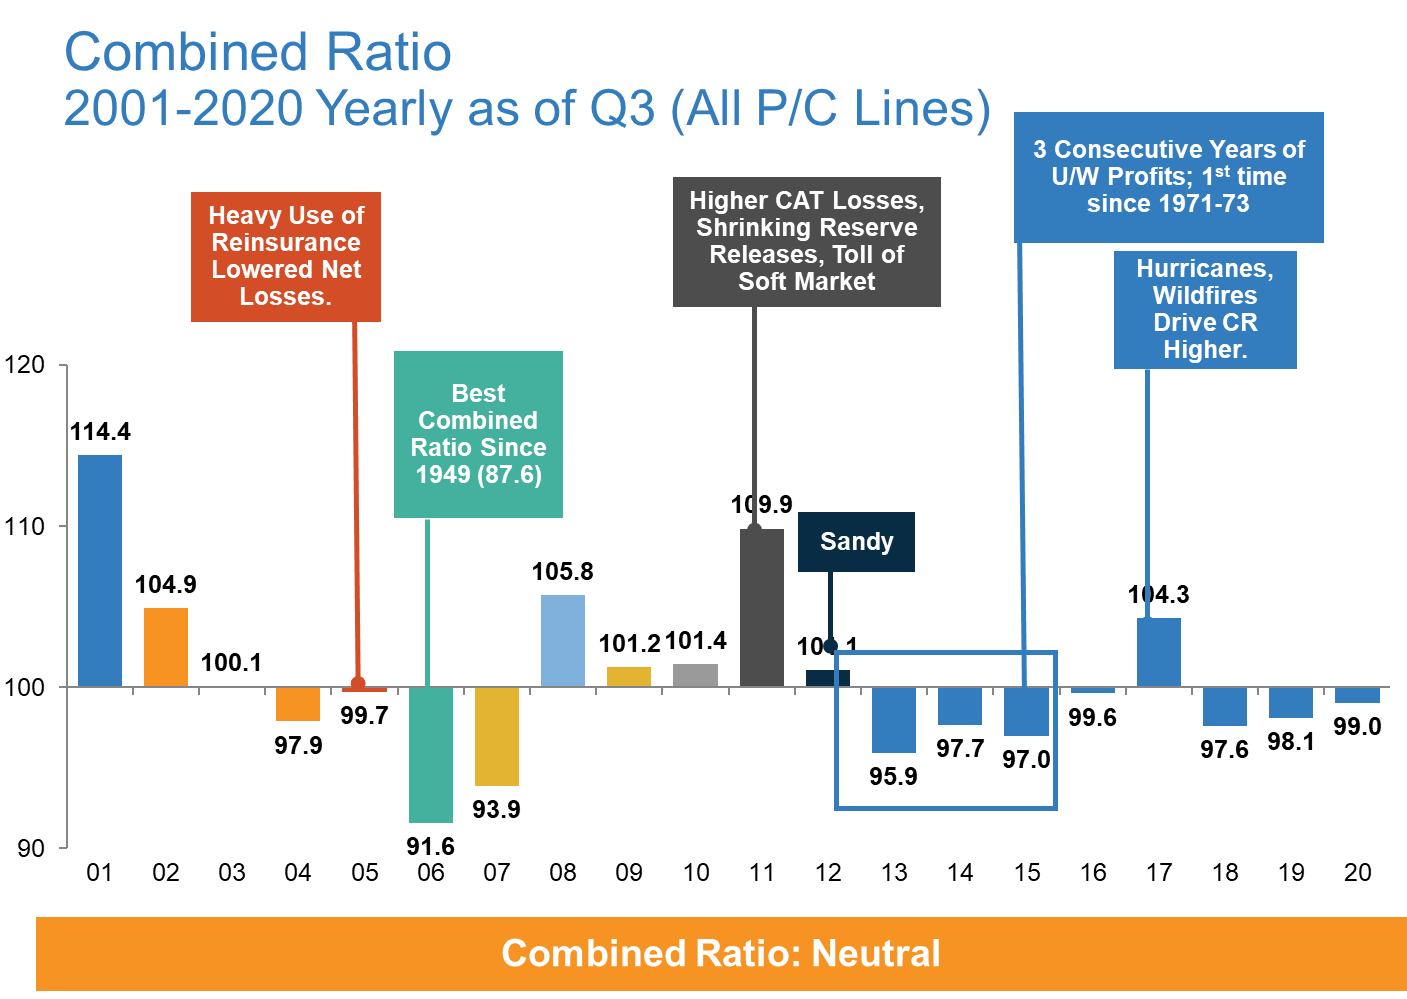 Combined Ratio
2001-2020 Yearly as of Q3 (All P/C Lines)
3 Consecutive Years of
U/W Profits; 1st time
since 1971-73
Heavy Use of
Reinsurance
Lowered Net
Losses.
Higher CAT Losses,
Shrinking Reserve
Releases, Toll of
Soft Market
Hurricanes,
Wildfires
Drive CR
Higher.
Best
Combined
Ratio Since
1949 (87.6)
Sandy
120
110
100
90
114.4
104.9
100.1
97.9
99.7
91.6
93.9
105.8
101.2
101.4
109.9
95.9
97.7
97.0
99.6
104.3
97.6
98.1
99.0
01 02 03 04 05 06 07 08 09 10 11 12 13 14 15 16 17 18 19 20
Combined Ratio: Neutral